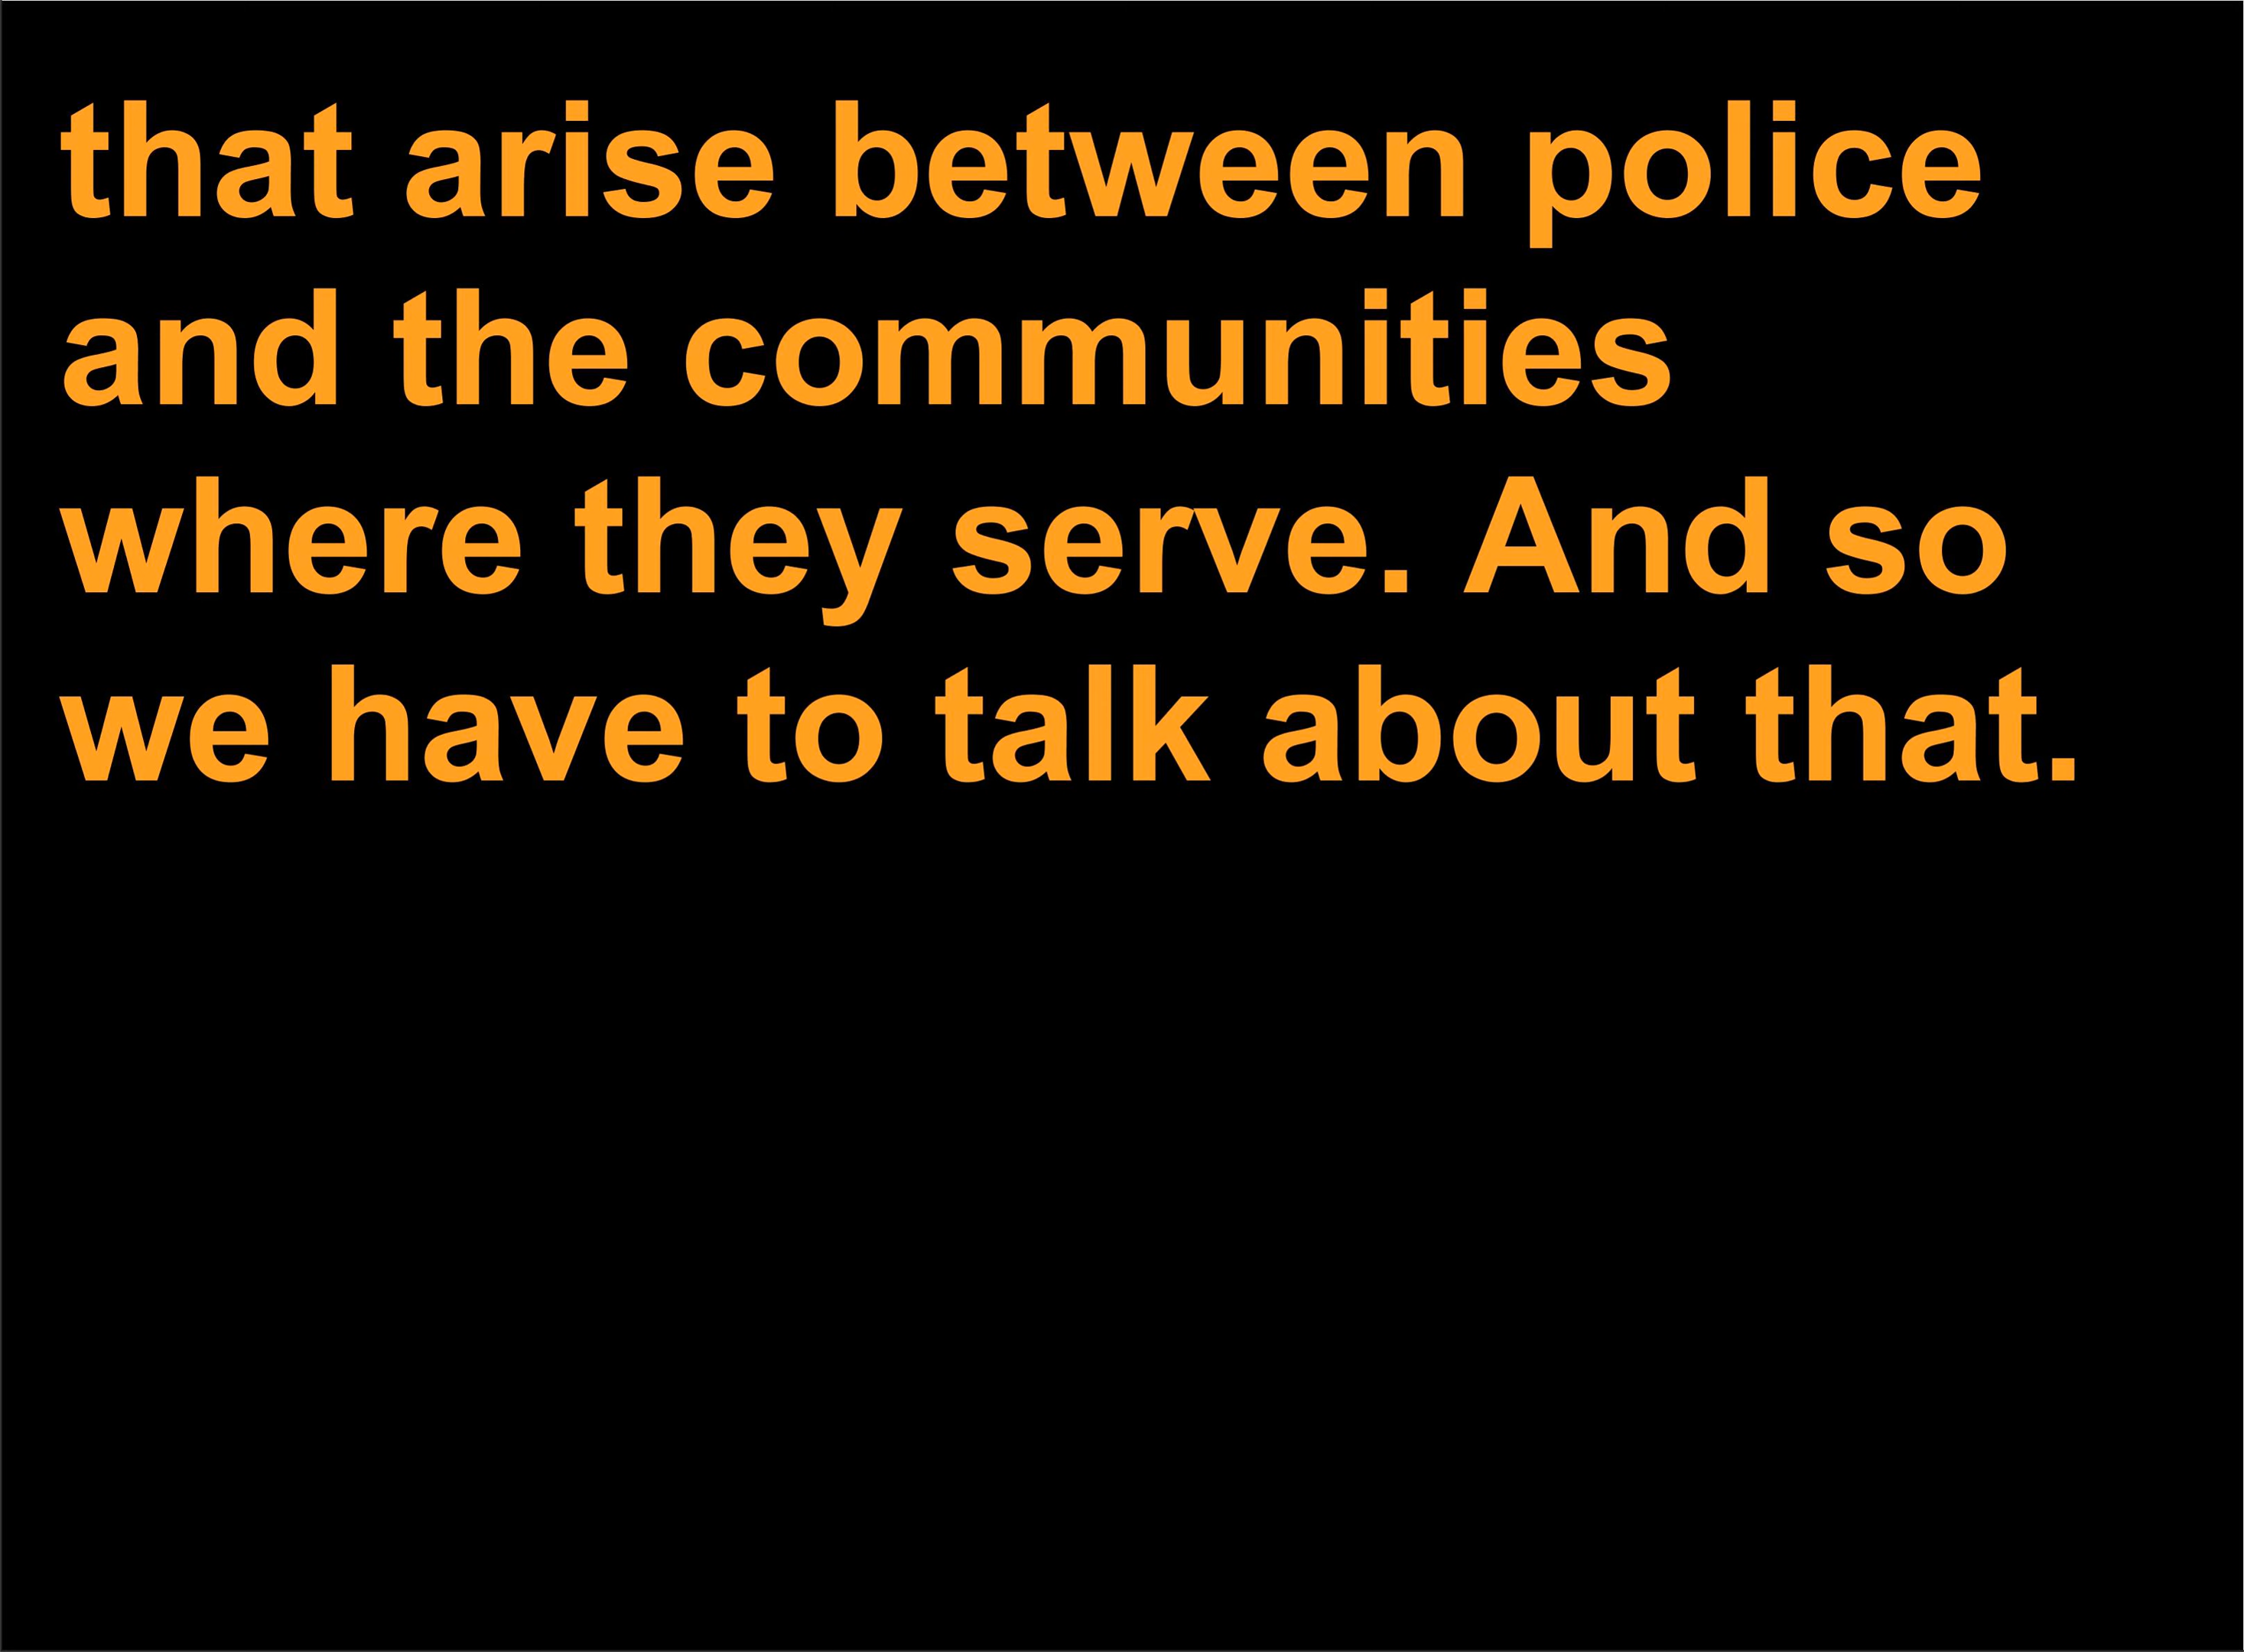 that arise between police
and the communities
where they serve. And so
we have to talk about that.